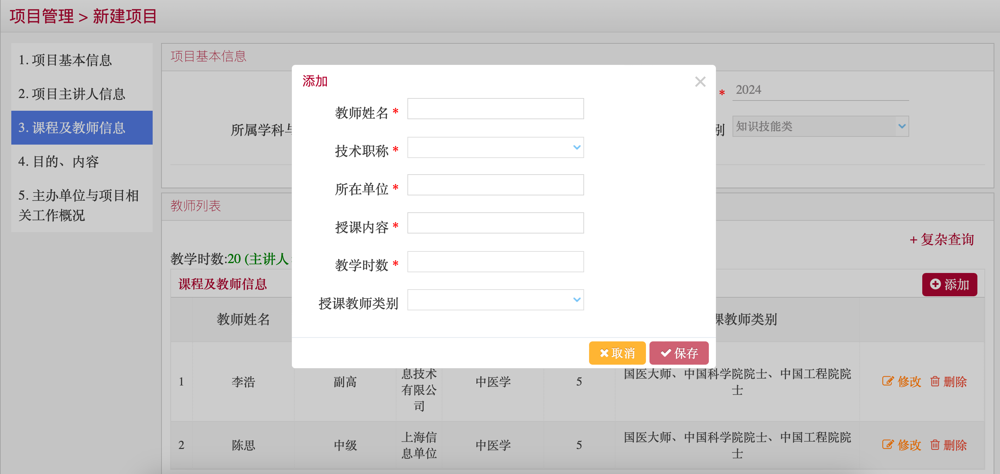 项目管理 > 新建项目
1. 项目基本信息
2. 项目主讲人信息
3. 课程及教师信息
4. 目的、内容
5. 主办单位与项目相
关工作概况
项目基本信息
* 2024
所属学科与
别 知识技能类
添加
教师姓名 *
技术职称 *
所在单位 *
授课内容 *
教学时数 *
授课教师类别
取消 保存
教师列表
+ 复杂查询
教学时数:20 (主讲人
课程及教师信息 添加
教师姓名 课教师类别
1 李浩 副高 息技术有限公司 中医学 5 国医大师、中国科学院院士、中国工程院院士 修改 删除
2 陈思 中级 上海信息单位 中医学 5 国医大师、中国科学院院士、中国工程院院士 修改 删除